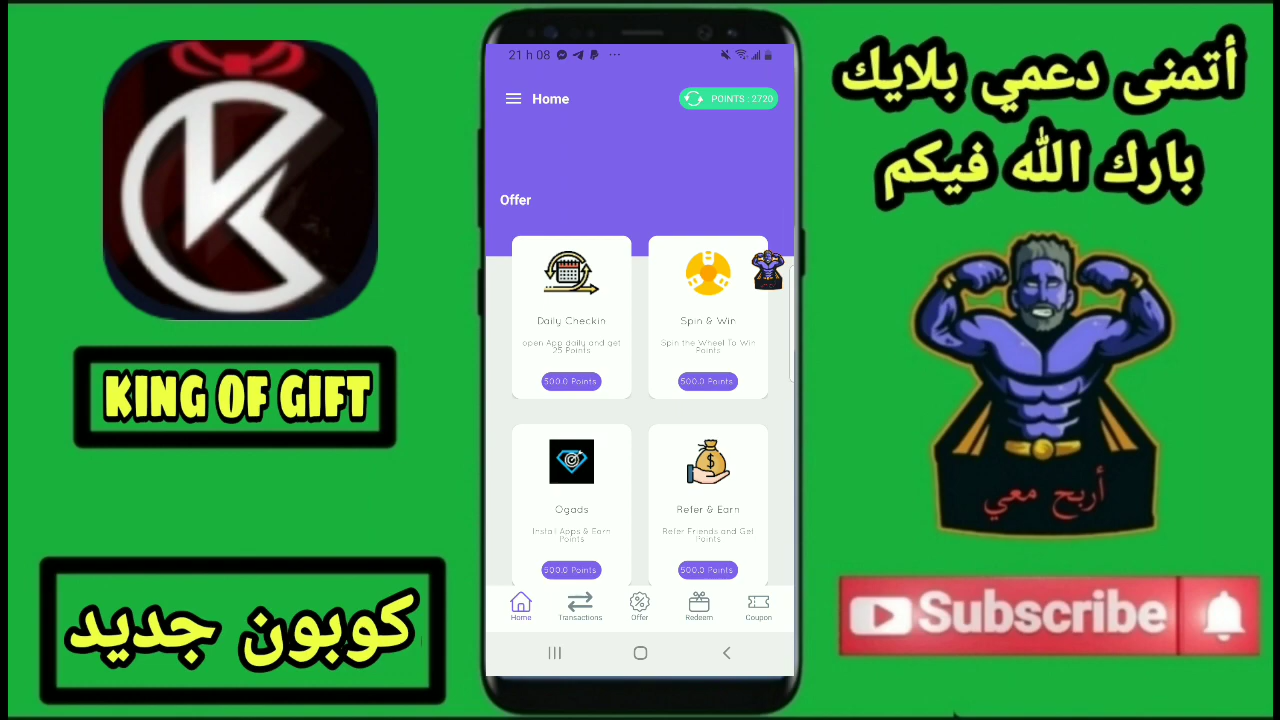 KING OF GIFT
كوبون جديد
21 h 08
Home
POINTS : 2720
Offer
Daily Checkin
open App daily and get
25 Points
500.0 Points
Spin & Win
Spin the Wheel To Win
Points
500.0 Points
Ogads
Install Apps & Earn
Points
500.0 Points
Refer & Earn
Refer Friends and Get
Points
500.0 Points
Home
Transactions
Offer
Redeem
Coupon
أتمنى دعمي بلايك
بارك الله فيكم
أربح معي
Subscribe